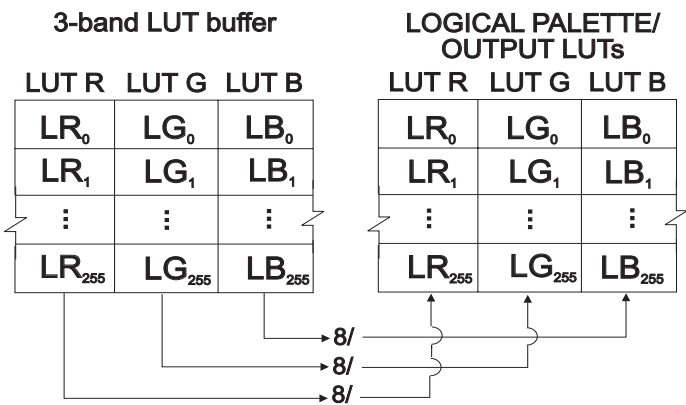 3-band LUT buffer
LOGICAL PALETTE/
OUTPUT LUTs
LUT R LUT G LUT B
LUT R LUT G LUT B
LR₀ LG₀ LB₀
LR₀ LG₀ LB₀
LR₁ LG₁ LB₁
LR₁ LG₁ LB₁
⋮ ⋮ ⋮
⋮ ⋮ ⋮
LR₂₅₅ LG₂₅₅ LB₂₅₅
LR₂₅₅ LG₂₅₅ LB₂₅₅
8/
8/
8/